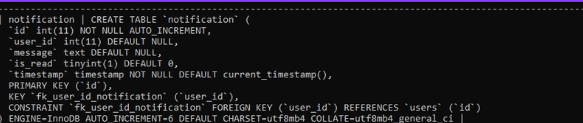 | notification | CREATE TABLE `notification` (
`id` int(11) NOT NULL AUTO_INCREMENT,
`user_id` int(11) DEFAULT NULL,
`message` text DEFAULT NULL,
`is_read` tinyint(1) DEFAULT 0,
`timestamp` timestamp NOT NULL DEFAULT current_timestamp(),
PRIMARY KEY (`id`),
KEY `fk_user_id_notification` (`user_id`),
CONSTRAINT `fk_user_id_notification` FOREIGN KEY (`user_id`) REFERENCES `users` (`id`)
) ENGINE=InnoDB AUTO_INCREMENT=6 DEFAULT CHARSET=utf8mb4 COLLATE=utf8mb4_general_ci |